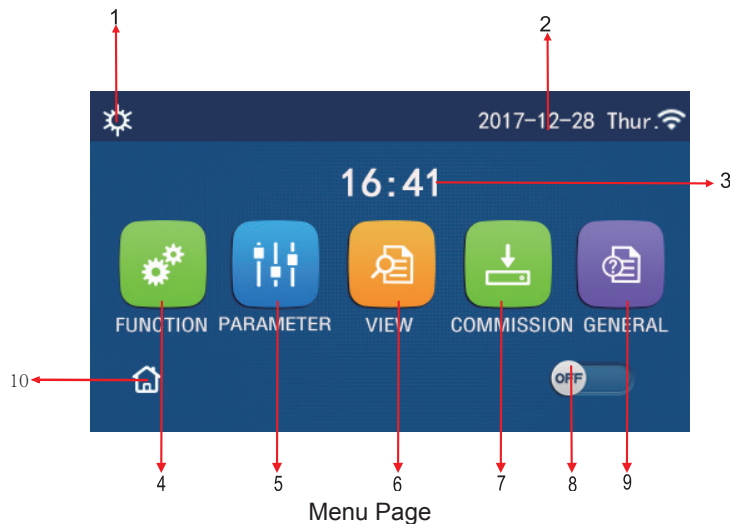 1
2
2017-12-28 Thur.
16:41
3
FUNCTION PARAMETER VIEW COMMISSION GENERAL
10
OFF
4 5 6 7 8 9
Menu Page